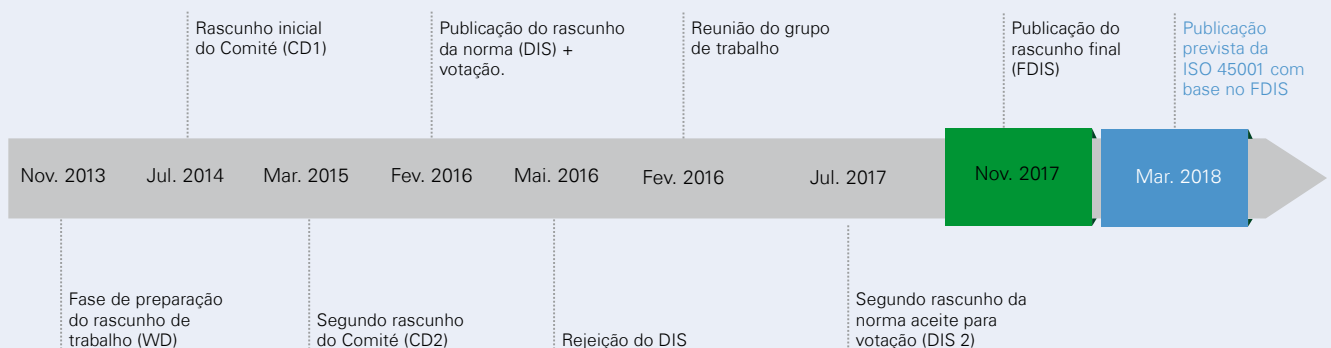 Rascunho inicial
do Comité (CD1)
Publicação do rascunho
da norma (DIS) +
votação.
Reunião do grupo
de trabalho
Publicação do
rascunho final
(FDIS)
Publicação
prevista da
ISO 45001 com
base no FDIS
Nov. 2013
Jul. 2014
Mar. 2015
Fev. 2016
Mai. 2016
Fev. 2016
Jul. 2017
Nov. 2017
Mar. 2018
Fase de preparação
do rascunho de
trabalho (WD)
Segundo rascunho
do Comité (CD2)
Rejeição do DIS
Segundo rascunho da
norma aceite para
votação (DIS 2)